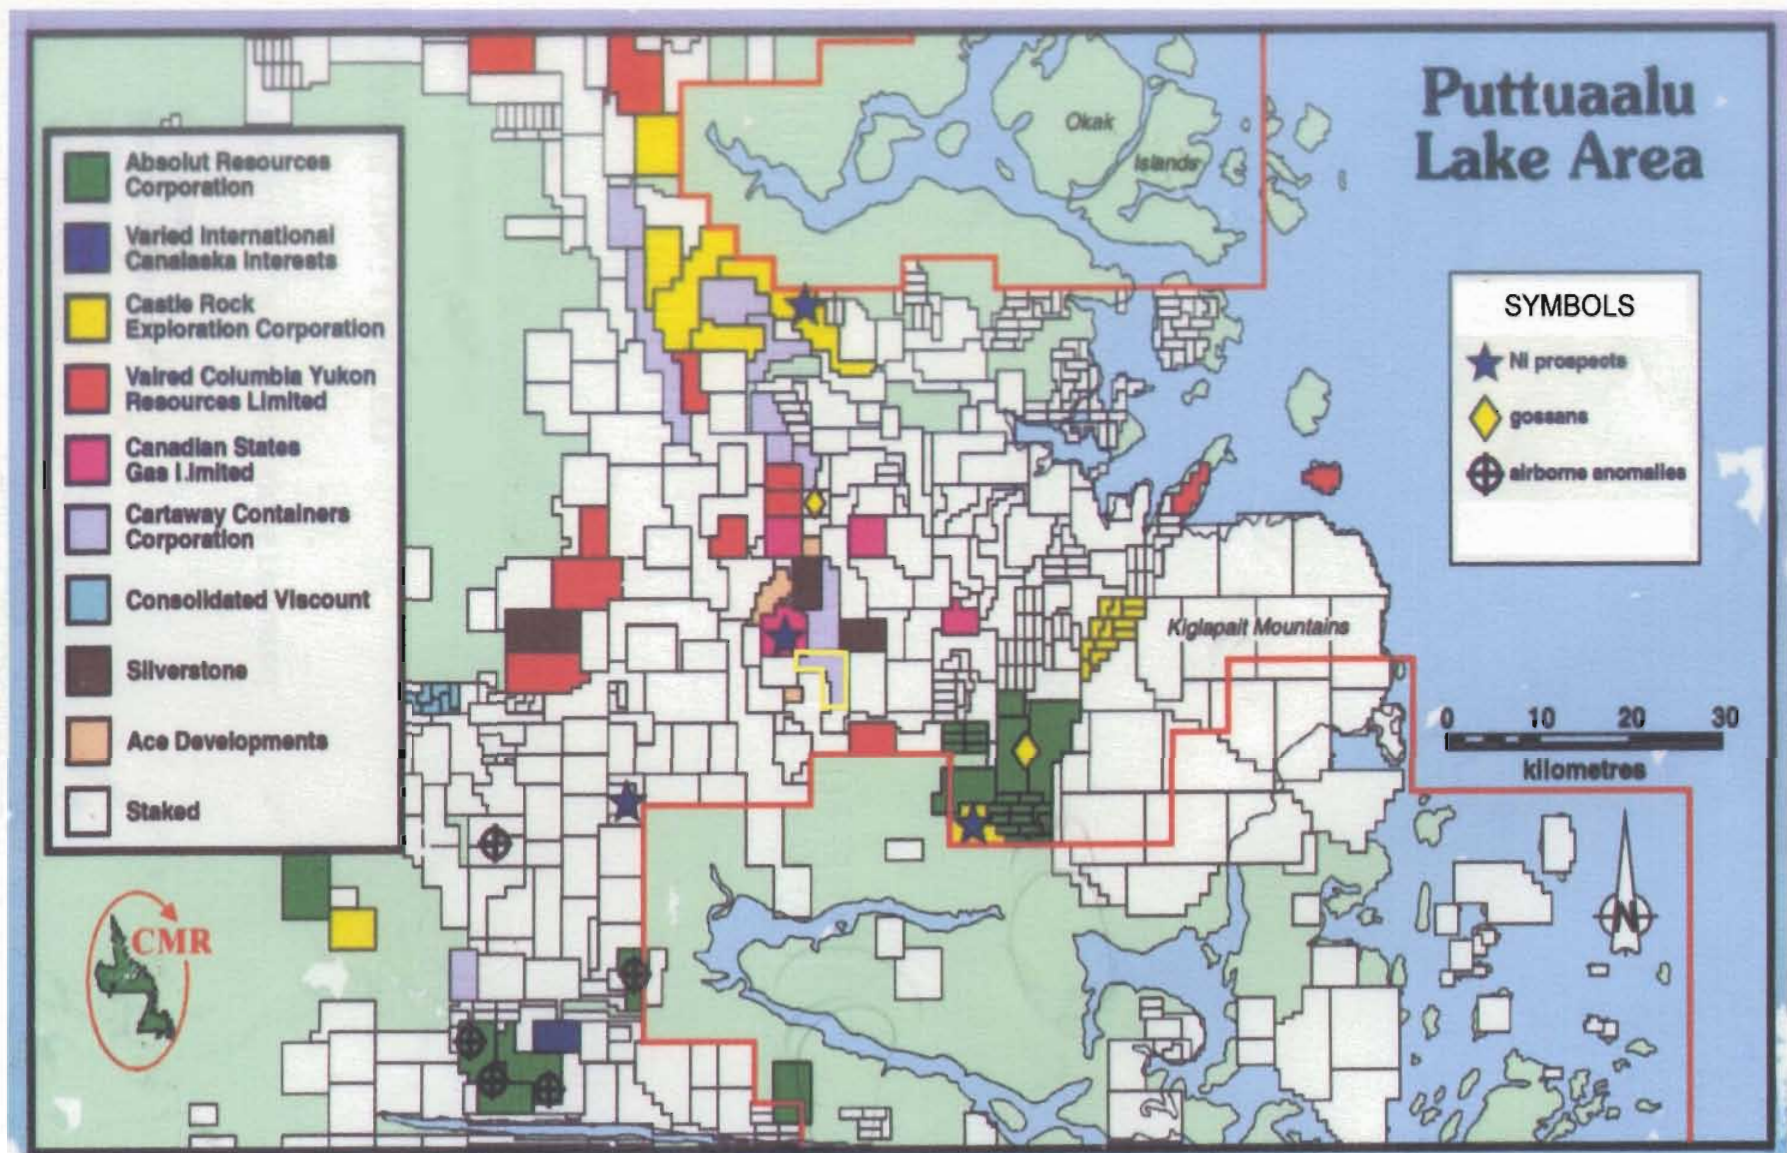 Puttuaalu
Lake Area
Okak
Islands
Absolut Resources
Corporation
Varied International
Canalaska Interests
Castle Rock
Exploration Corporation
Vaired Columbia Yukon
Resources Limited
Canadian States
Gas Limited
Cartaway Containers
Corporation
Consolidated Viscount
Silverstone
Ace Developments
Staked
SYMBOLS
Ni prospects
gossans
airborne anomalies
Kiglapait Mountains
0 10 20 30
kilometres
CMR
N